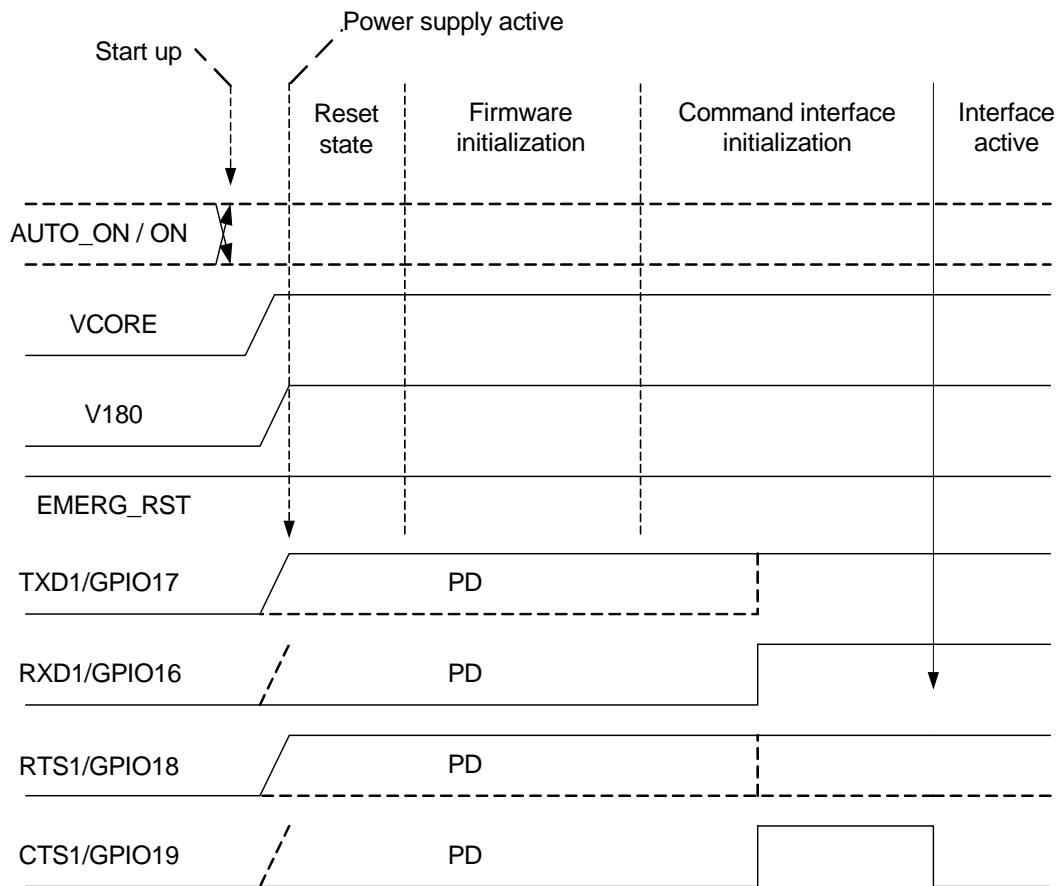 Power supply active
Start up
Reset
state
Firmware
initialization
Command interface
initialization
Interface
active
AUTO_ON / ON
VCORE
V180
EMERG_RST
TXD1/GPIO17
PD
RXD1/GPIO16
PD
RTS1/GPIO18
PD
CTS1/GPIO19
PD